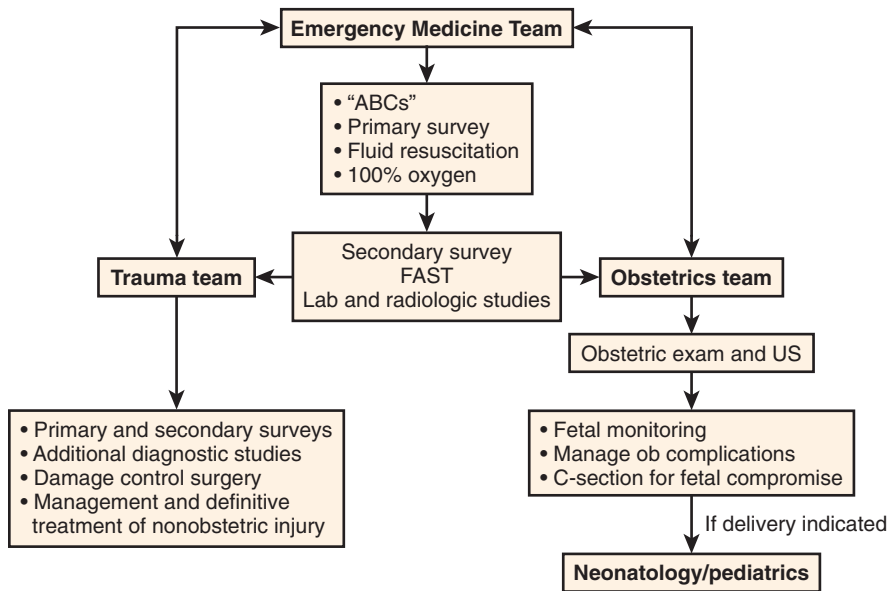 Emergency Medicine Team
• “ABCs”
• Primary survey
• Fluid resuscitation
• 100% oxygen
Secondary survey
FAST
Lab and radiologic studies
Trauma team
Obstetrics team
Obstetric exam and US
• Primary and secondary surveys
• Additional diagnostic studies
• Damage control surgery
• Management and definitive
treatment of nonobstetric injury
• Fetal monitoring
• Manage ob complications
• C-section for fetal compromise
If delivery indicated
Neonatology/pediatrics